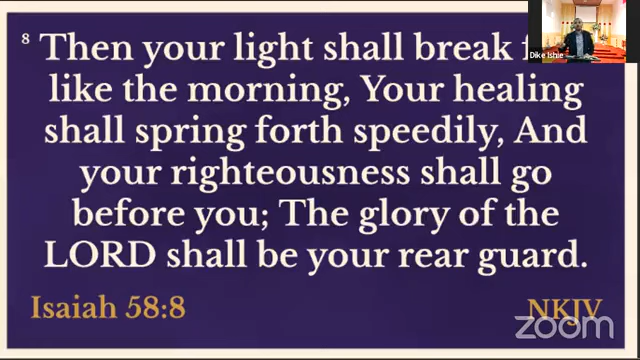 8 Then your light shall break f
like the morning, Your healing
shall spring forth speedily, And
your righteousness shall go
before you; The glory of the
LORD shall be your rear guard.
Isaiah 58:8
NKJV
zoom
Dike Ishie